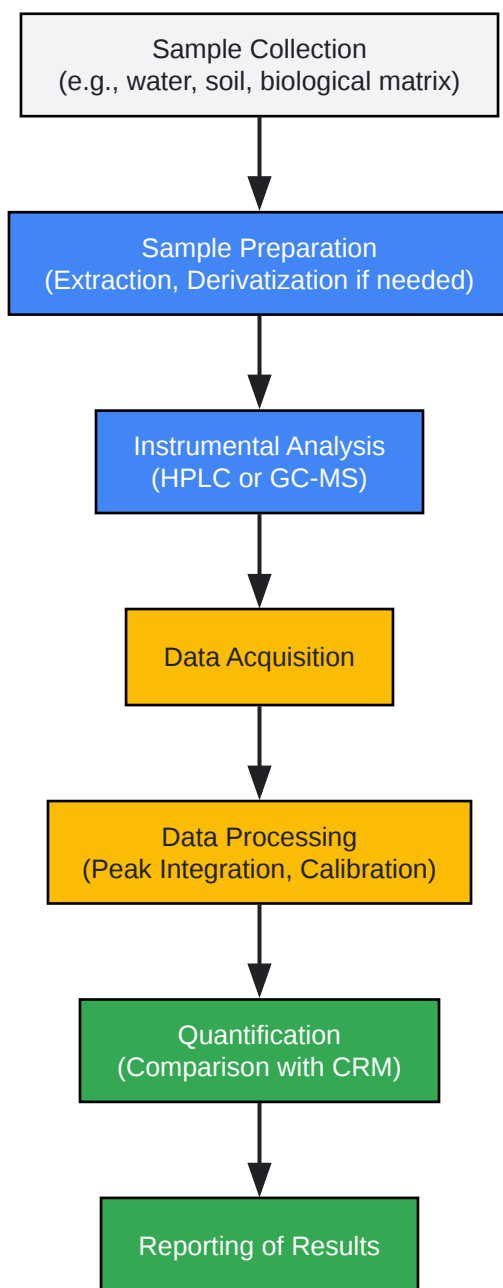 Sample Collection
(e.g., water, soil, biological matrix)
Sample Preparation
(Extraction, Derivatization if needed)
Instrumental Analysis
(HPLC or GC-MS)
Data Acquisition
Data Processing
(Peak Integration, Calibration)
Quantification
(Comparison with CRM)
Reporting of Results